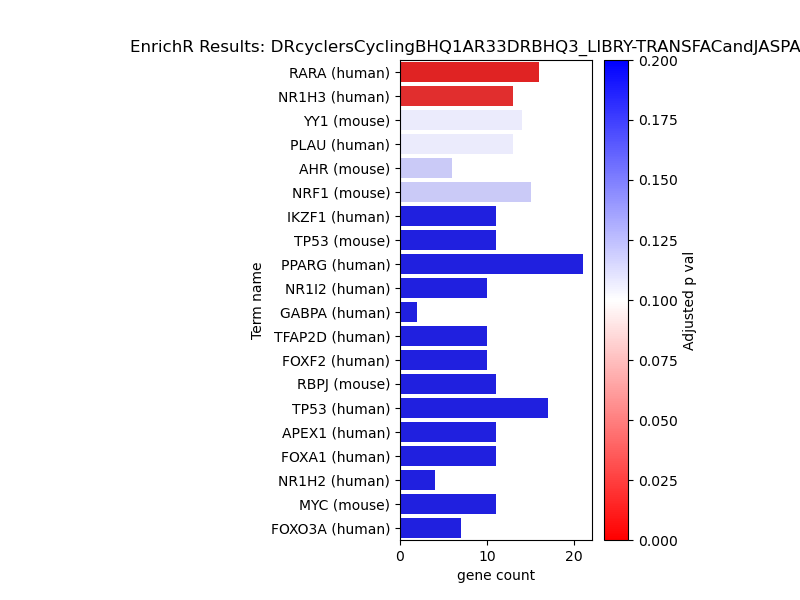 EnrichR Results: DRcyclersCyclingBHQ1AR33DRBHQ3_LIBRY-TRANSFACandJASPA
RARA (human)
NR1H3 (human)
YY1 (mouse)
PLAU (human)
AHR (mouse)
NRF1 (mouse)
IKZF1 (human)
TP53 (mouse)
PPARG (human)
NR1I2 (human)
GABPA (human)
TFAP2D (human)
FOXF2 (human)
RBPJ (mouse)
TP53 (human)
APEX1 (human)
FOXA1 (human)
NR1H2 (human)
MYC (mouse)
FOXO3A (human)
Term name
0 10 20
gene count
0.200
0.175
0.150
0.125
0.100
0.075
0.050
0.025
0.000
Adjusted p val